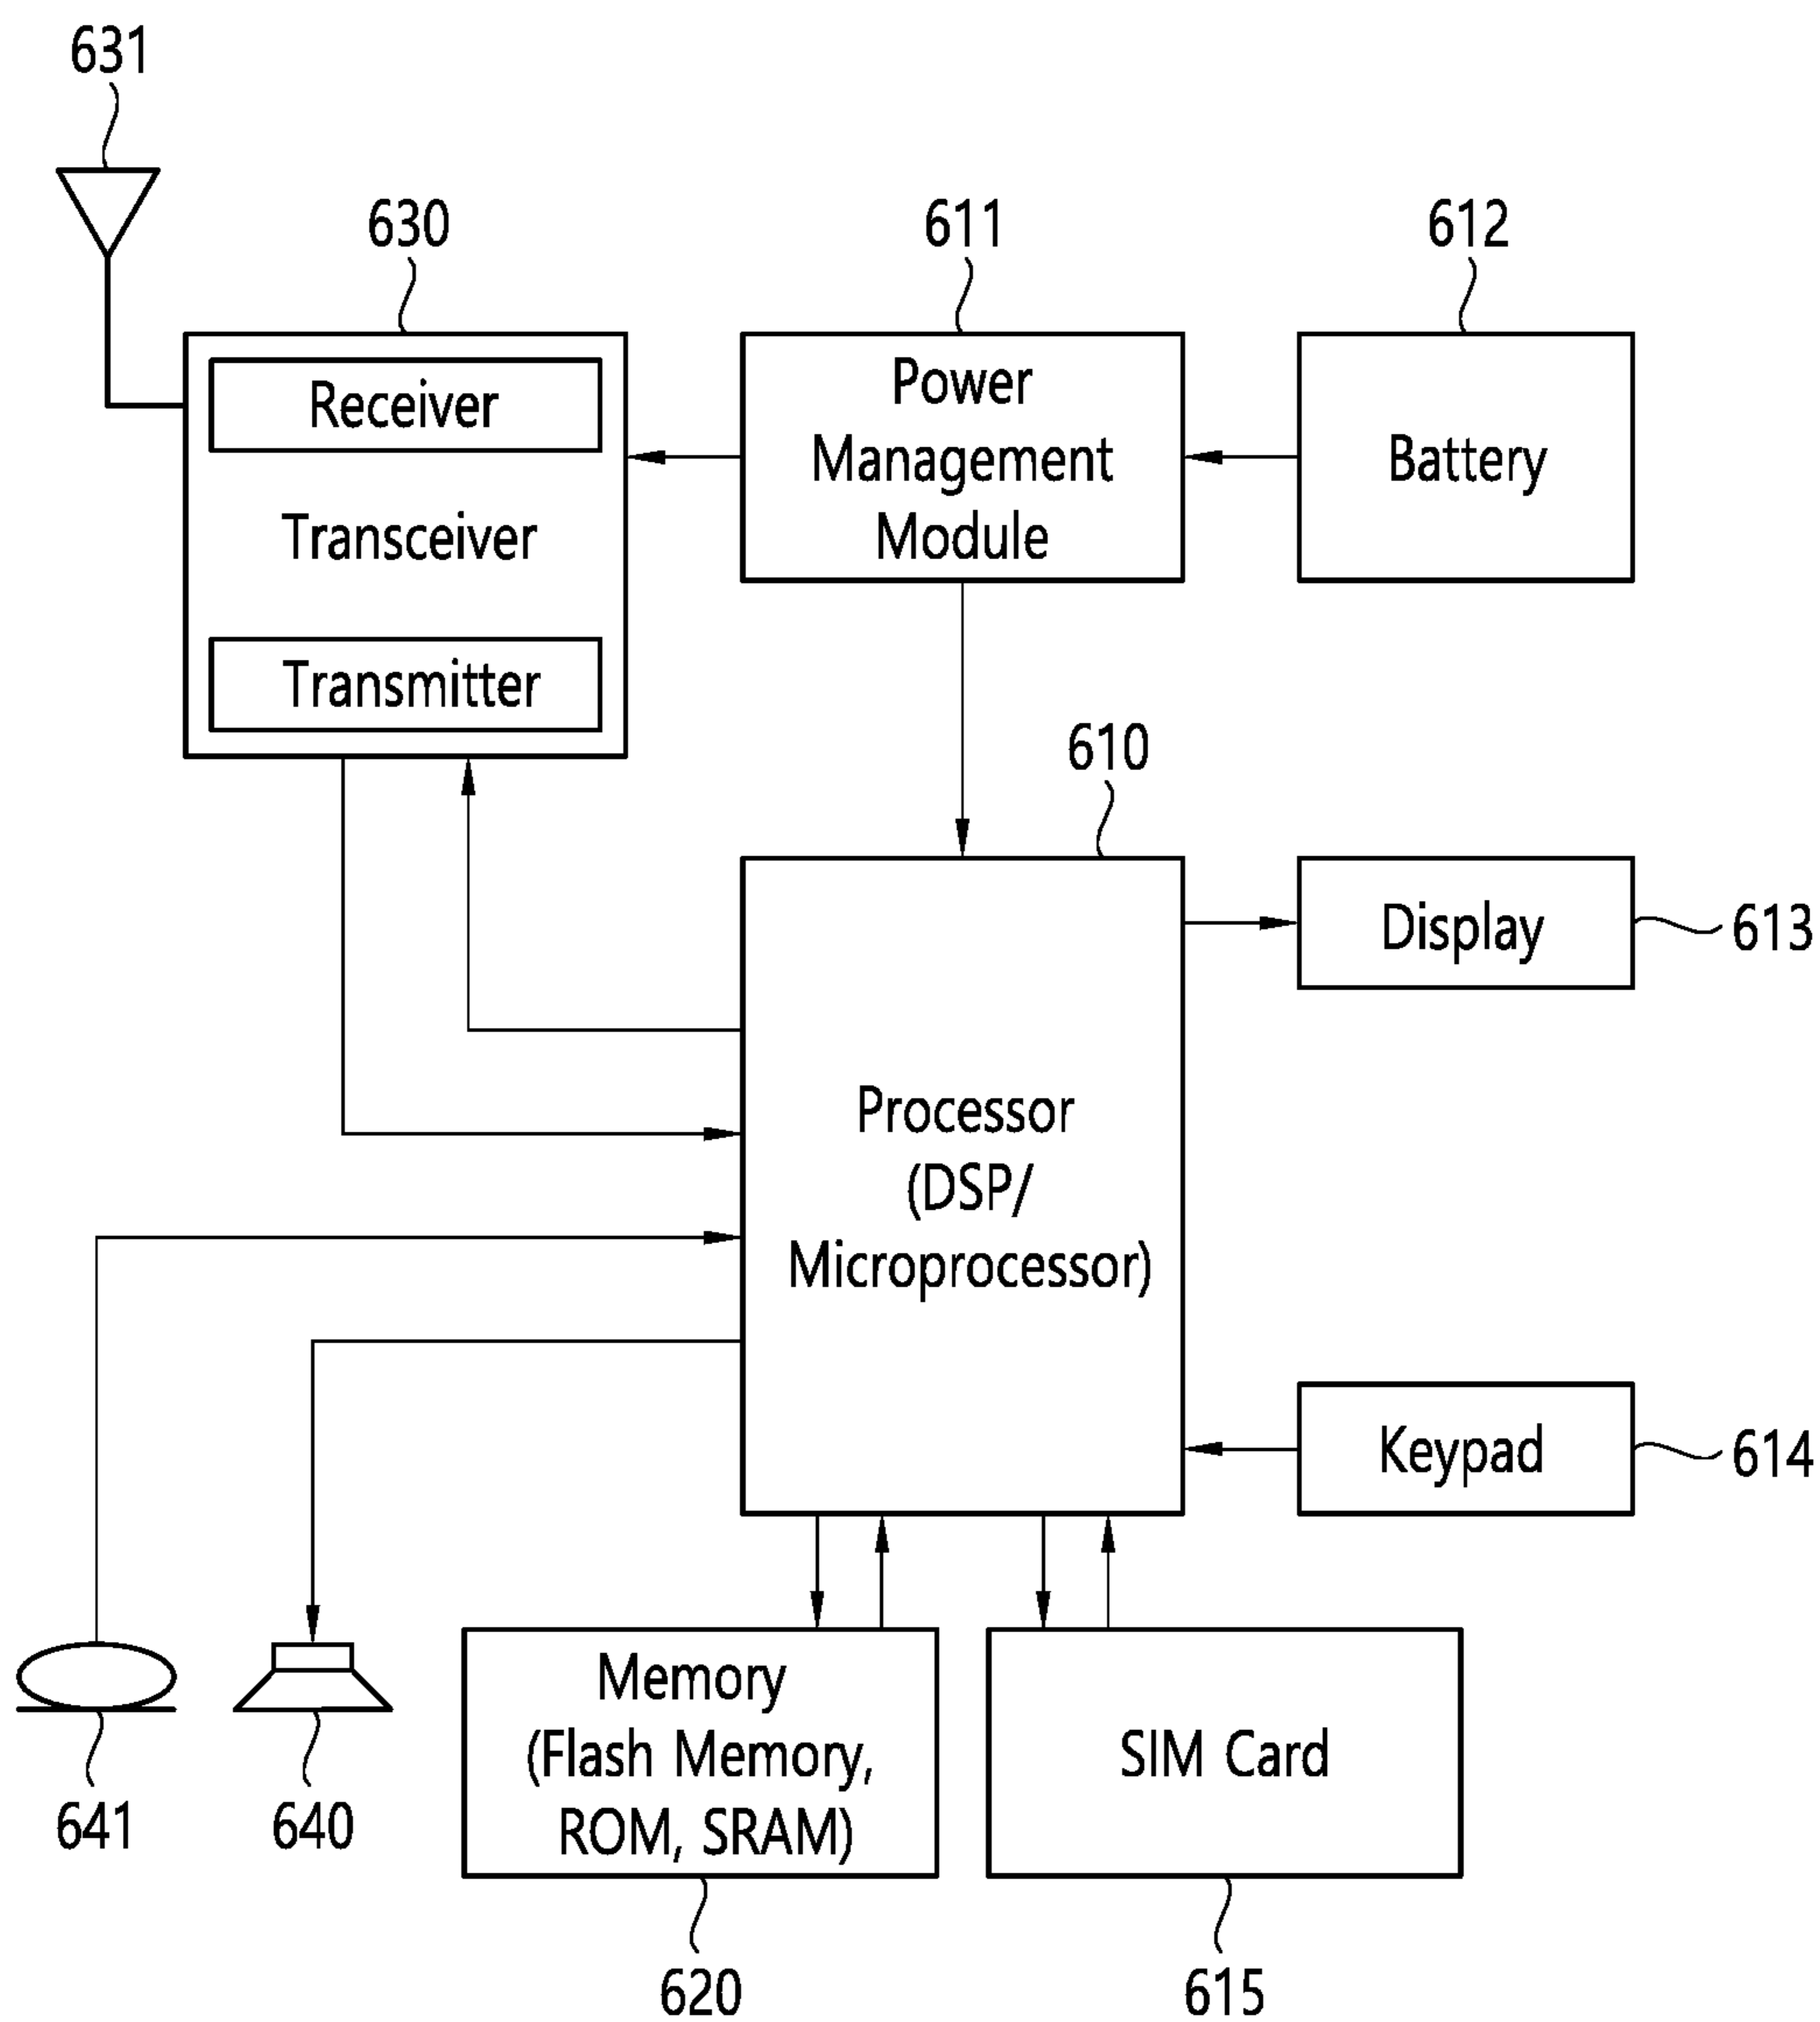 631
630
611
612
Receiver
Transceiver
Transmitter
Power
Management
Module
Battery
610
Display
613
Processor
(DSP/
Microprocessor)
Keypad
614
641
640
Memory
(Flash Memory,
ROM, SRAM)
SIM Card
620
615